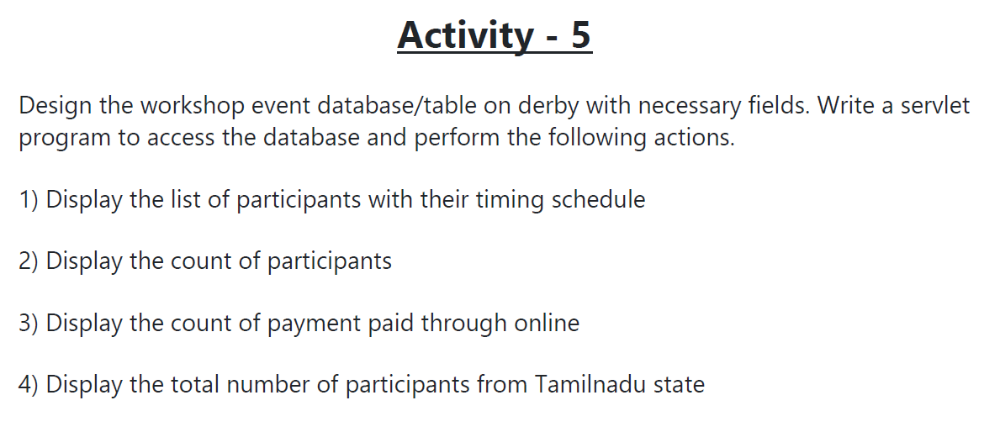 Activity - 5
Design the workshop event database/table on derby with necessary fields. Write a servlet
program to access the database and perform the following actions.
1) Display the list of participants with their timing schedule
2) Display the count of participants
3) Display the count of payment paid through online
4) Display the total number of participants from Tamilnadu state